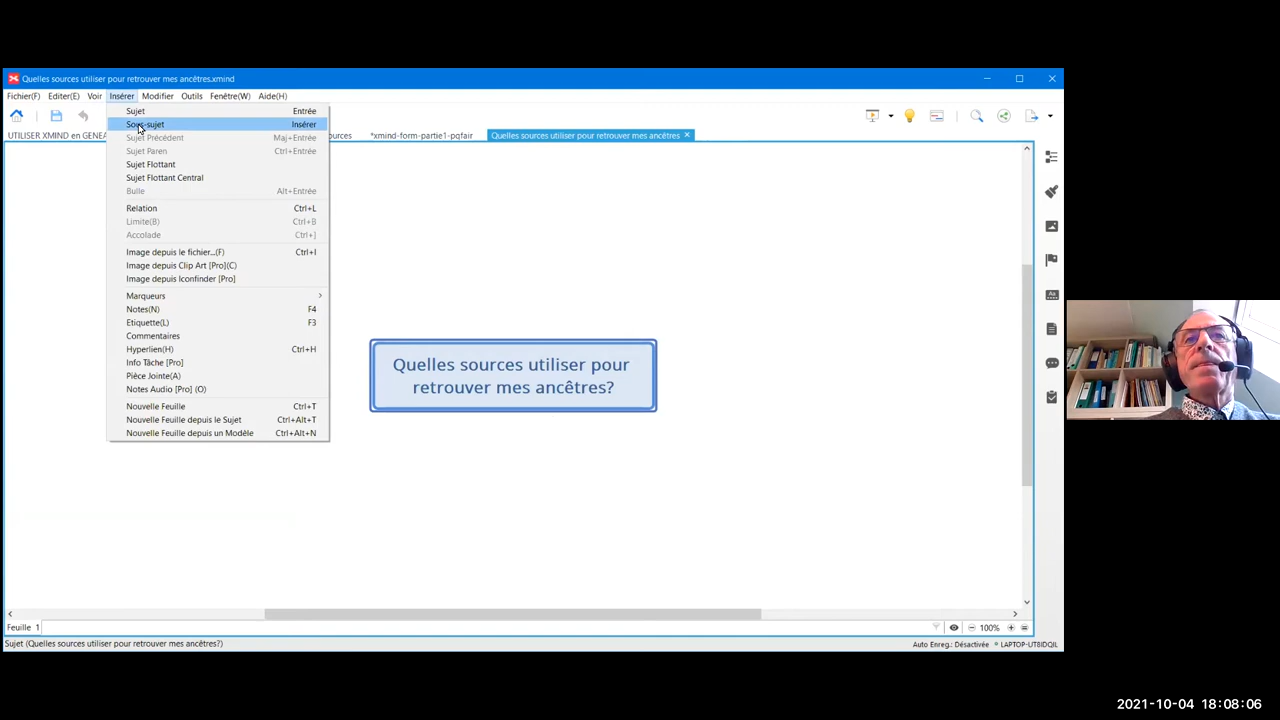 Quelles sources utiliser pour retrouver mes ancêtres.xmind
Fichier(F) Editer(E) Voir Insérer Modifier Outils Fenêtre(W) Aide(H)
UTILISER XMIND en GENEA
ources
*xmind-form-partie1-pqfair
Quelles sources utiliser pour retrouver mes ancêtres
Sujet Entrée
Sous-sujet Insérer
Sujet Précédent Maj+Entrée
Sujet Paren Ctrl+Entrée
Sujet Flottant
Sujet Flottant Central
Bulle Alt+Entrée
Relation Ctrl+L
Limite(B) Ctrl+B
Accolade Ctrl+]
Image depuis le fichier...(F) Ctrl+I
Image depuis Clip Art [Pro](C)
Image depuis Iconfinder [Pro]
Marqueurs
Notes(N) F4
Etiquette(L) F3
Commentaires
Hyperlien(H) Ctrl+H
Info Tâche [Pro]
Pièce Jointe(A)
Notes Audio [Pro] (O)
Nouvelle Feuille Ctrl+T
Nouvelle Feuille depuis le Sujet Ctrl+Alt+T
Nouvelle Feuille depuis un Modèle Ctrl+Alt+N
Quelles sources utiliser pour
retrouver mes ancêtres?
Feuille 1
100%
Sujet (Quelles sources utiliser pour retrouver mes ancêtres?)
Auto Enreg.: Désactivée
LAPTOP-UT8IDQIL
2021-10-04 18:08:06